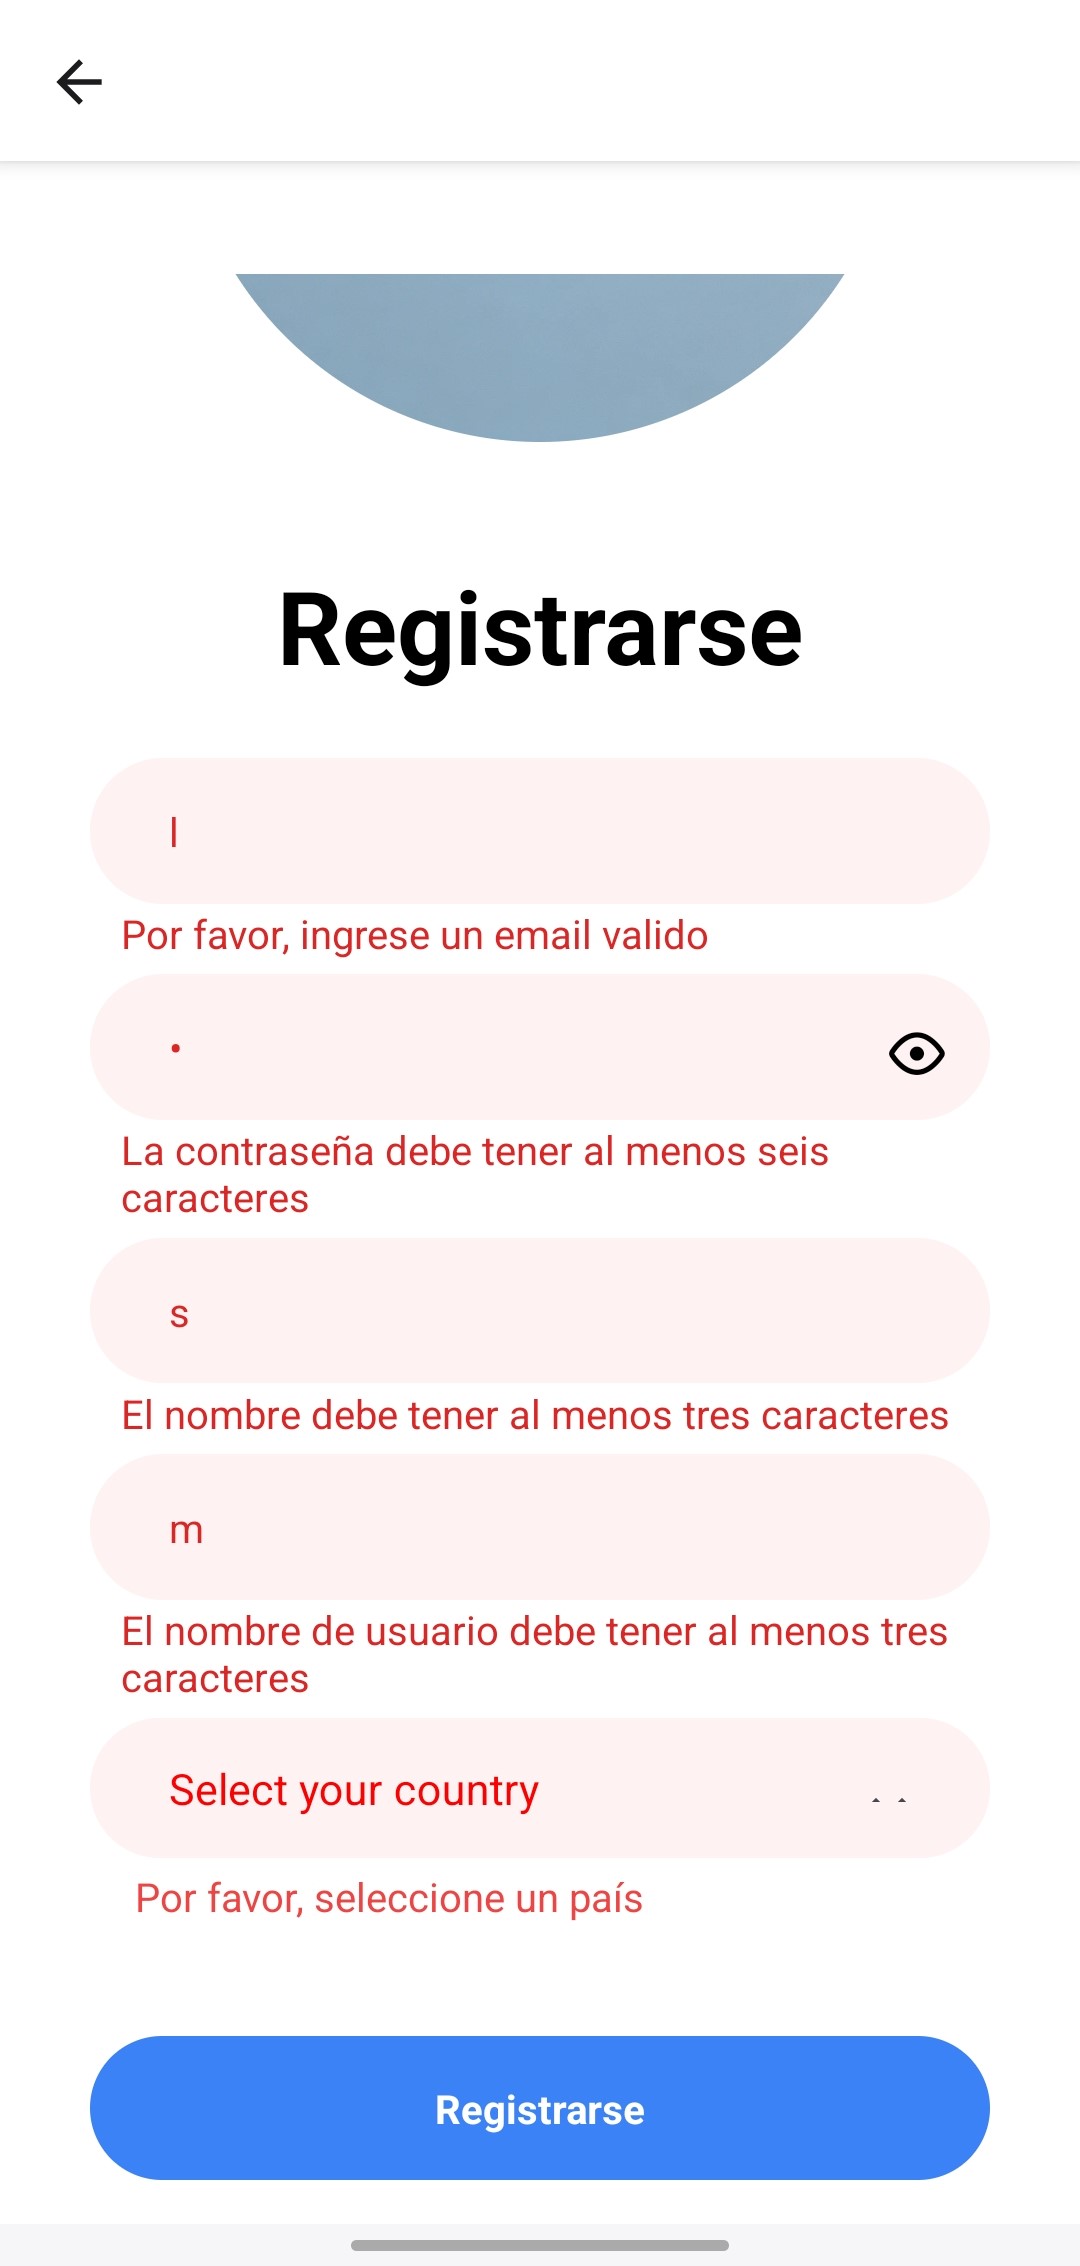 Registrarse
l
Por favor, ingrese un email valido
•
La contraseña debe tener al menos seis
caracteres
s
El nombre debe tener al menos tres caracteres
m
El nombre de usuario debe tener al menos tres
caracteres
Select your country
Por favor, seleccione un país
Registrarse